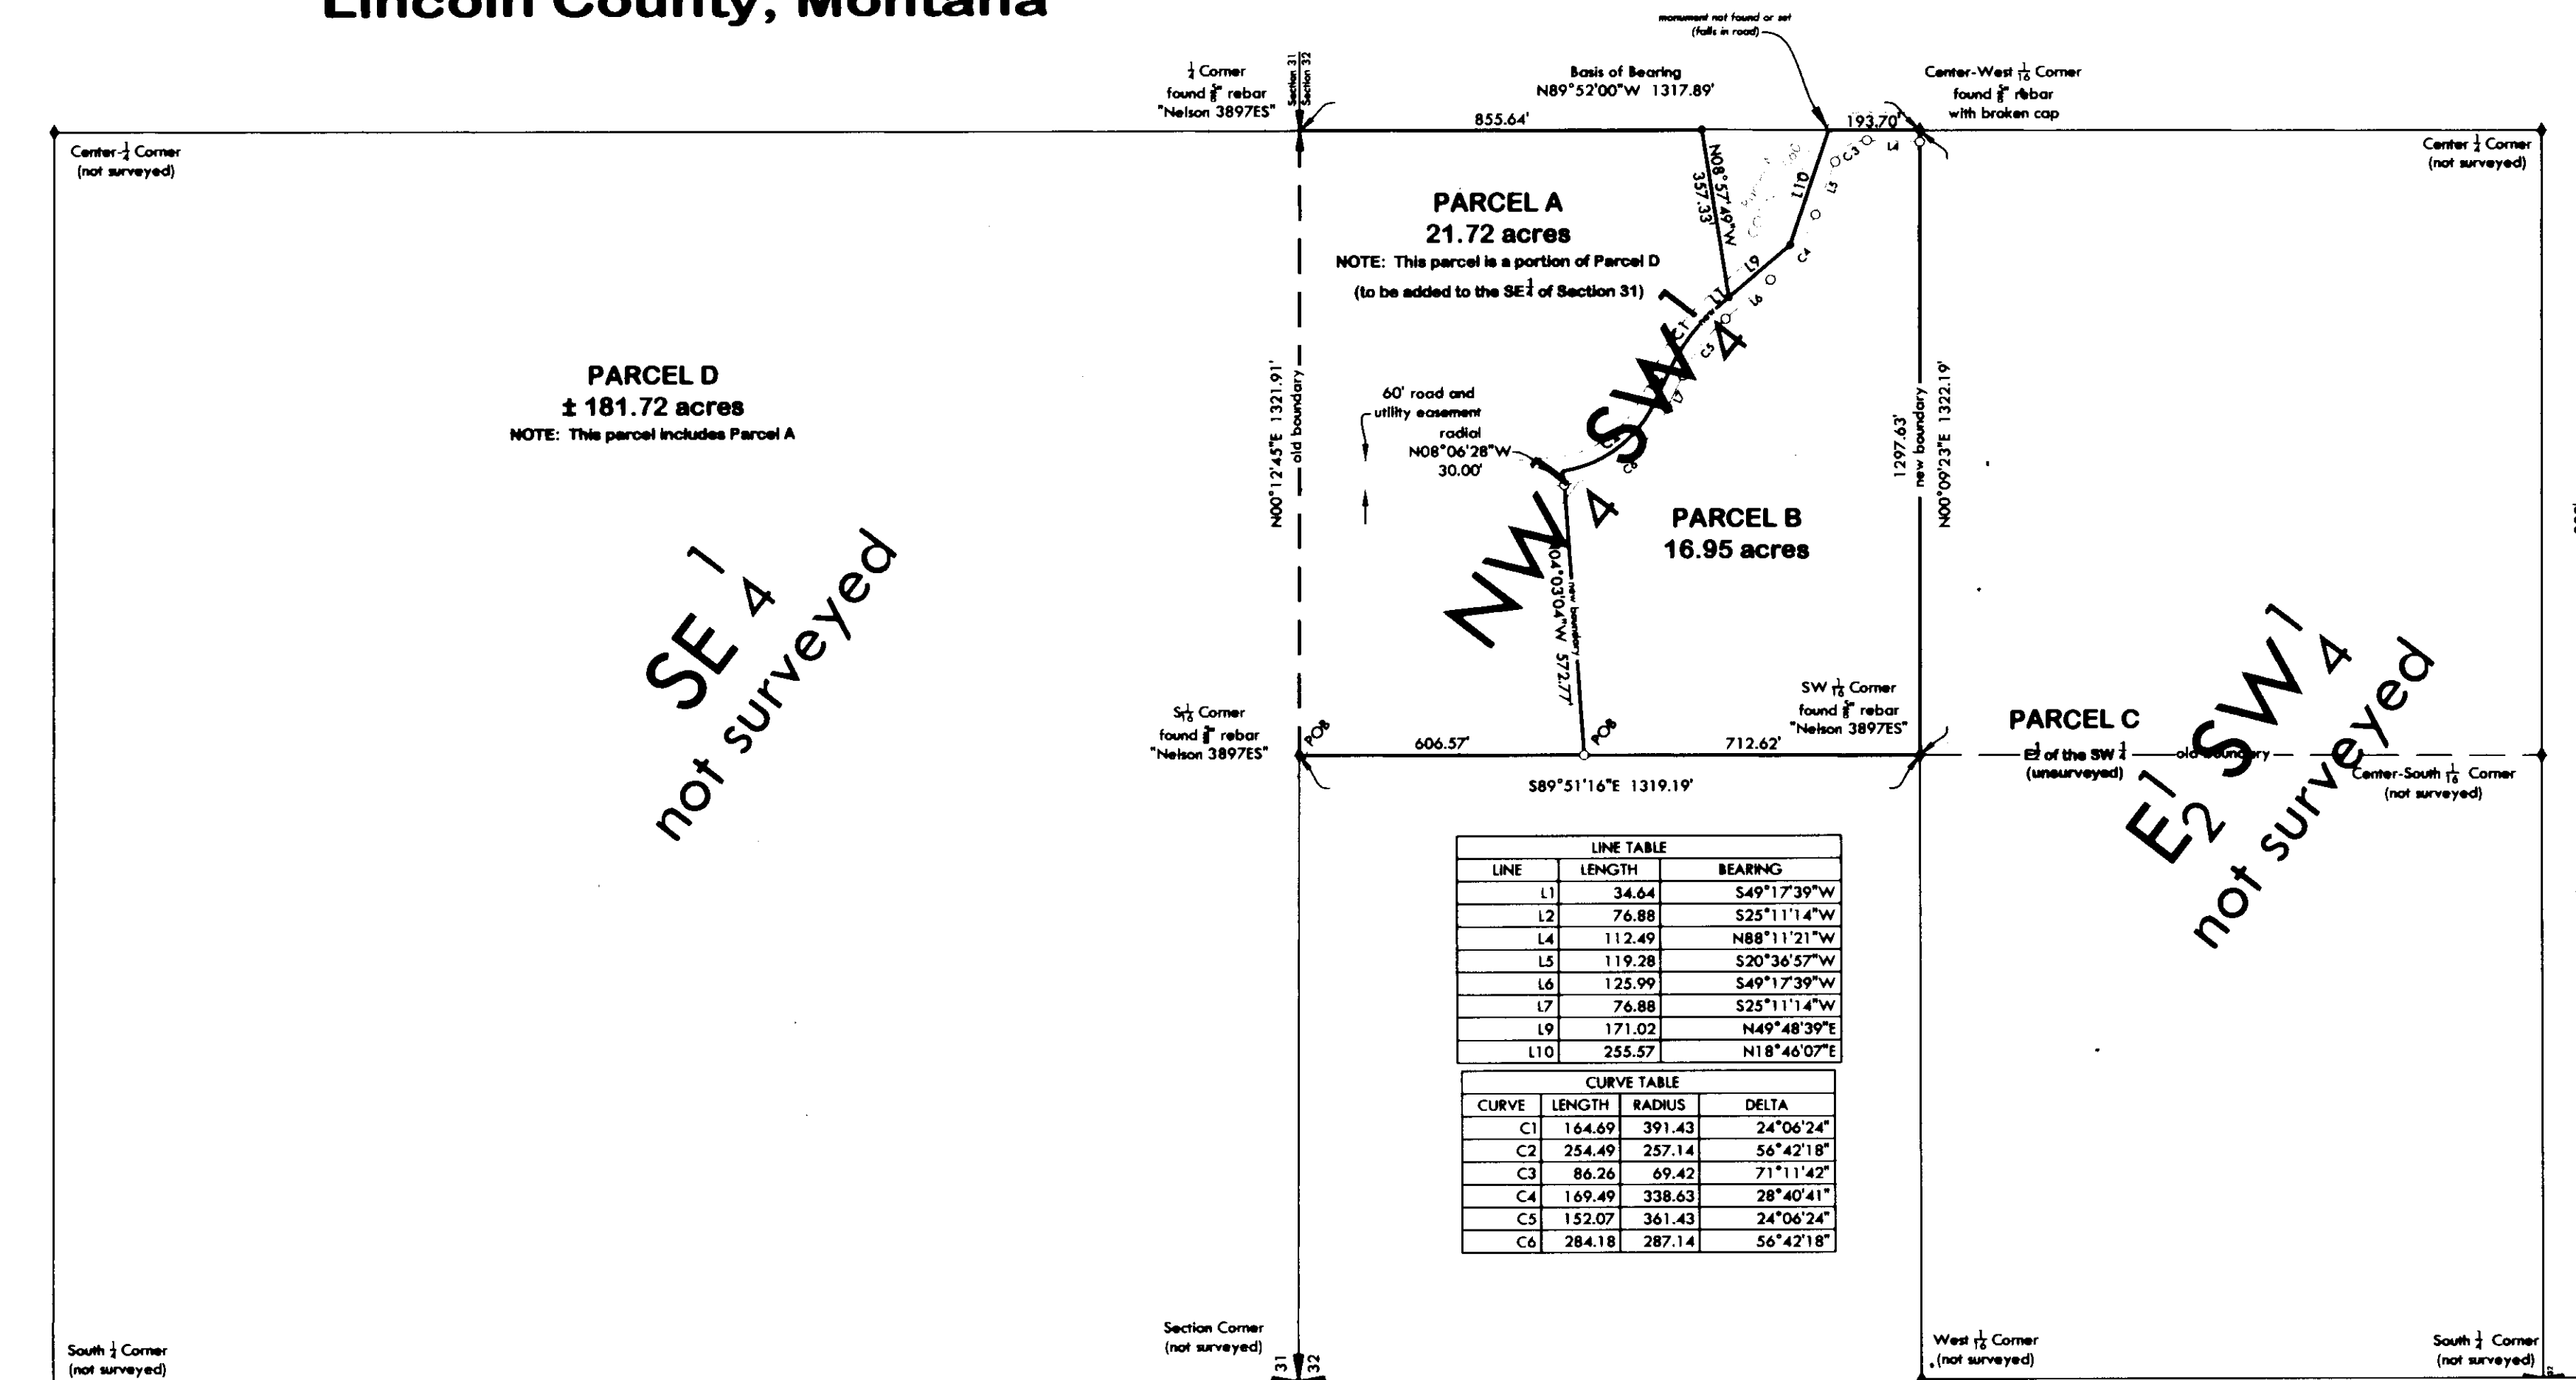 Lincoln County, Montana
monument not found or set
(falls in road)
1/4 Corner
found 5/8" rebar
"Nelson 3897ES"
Section 31
Section 32
Basis of Bearing
N89°52'00"W 1317.89'
Center-West 1/16 Corner
found 5/8" rebar
with broken cap
855.64'
193.70'
Center-1/4 Corner
(not surveyed)
Center 1/4 Corner
(not surveyed)
N08°57'49"W
357.33'
L10
C3
L4
L5
C4
L9
L6
L1
C1
C5
L7
C6
PARCEL A
21.72 acres
NOTE: This parcel is a portion of Parcel D
(to be added to the SE1/4 of Section 31)
PARCEL D
± 181.72 acres
NOTE: This parcel includes Parcel A
60' road and
utility easement
radial
N08°06'28"W
30.00'
N00°12'45"E 1321.91'
old boundary
1297.63'
new boundary
N00°09'23"E 1322.19'
NW 1/4 SW 1/4
PARCEL B
16.95 acres
N04°03'04"W 572.77'
new boundary
SE 1/4
not surveyed
S1/16 Corner
found 5/8" rebar
"Nelson 3897ES"
POB
606.57'
POB
712.62'
SW 1/16 Corner
found 5/8" rebar
"Nelson 3897ES"
S89°51'16"E 1319.19'
PARCEL C
E1/2 of the SW 1/4
(unsurveyed)
old boundary
Center-South 1/16 Corner
(not surveyed)
E 1/2 SW 1/4
not surveyed
LINE TABLE
LINE LENGTH BEARING
L1 34.64 S49°17'39"W
L2 76.88 S25°11'14"W
L4 112.49 N88°11'21"W
L5 119.28 S20°36'57"W
L6 125.99 S49°17'39"W
L7 76.88 S25°11'14"W
L9 171.02 N49°48'39"E
L10 255.57 N18°46'07"E
CURVE TABLE
CURVE LENGTH RADIUS DELTA
C1 164.69 391.43 24°06'24"
C2 254.49 257.14 56°42'18"
C3 86.26 69.42 71°11'42"
C4 169.49 338.63 28°40'41"
C5 152.07 361.43 24°06'24"
C6 284.18 287.14 56°42'18"
South 1/4 Corner
(not surveyed)
Section Corner
(not surveyed)
31
32
West 1/16 Corner
(not surveyed)
South 1/4 Corner
(not surveyed)